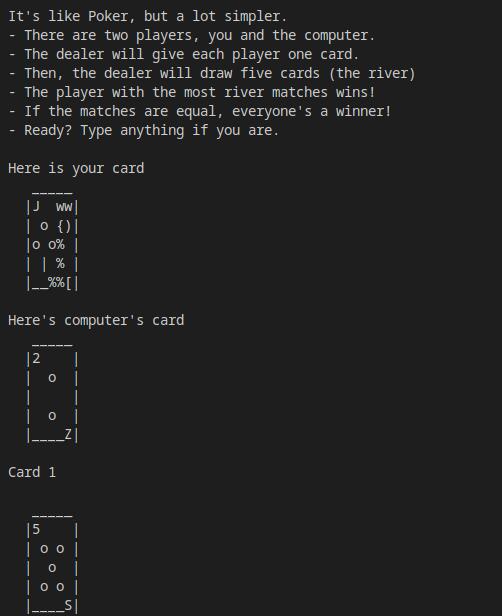 It's like Poker, but a lot simpler.
- There are two players, you and the computer.
- The dealer will give each player one card.
- Then, the dealer will draw five cards (the river)
- The player with the most river matches wins!
- If the matches are equal, everyone's a winner!
- Ready? Type anything if you are.

Here is your card
   _____
  |J  ww|
  | o {)|
  |o o% |
  | | % |
  |__%%[|

Here's computer's card
   _____
  |2    |
  |  o  |
  |     |
  |  o  |
  |____Z|

Card 1

   _____
  |5    |
  | o o |
  |  o  |
  | o o |
  |____S|